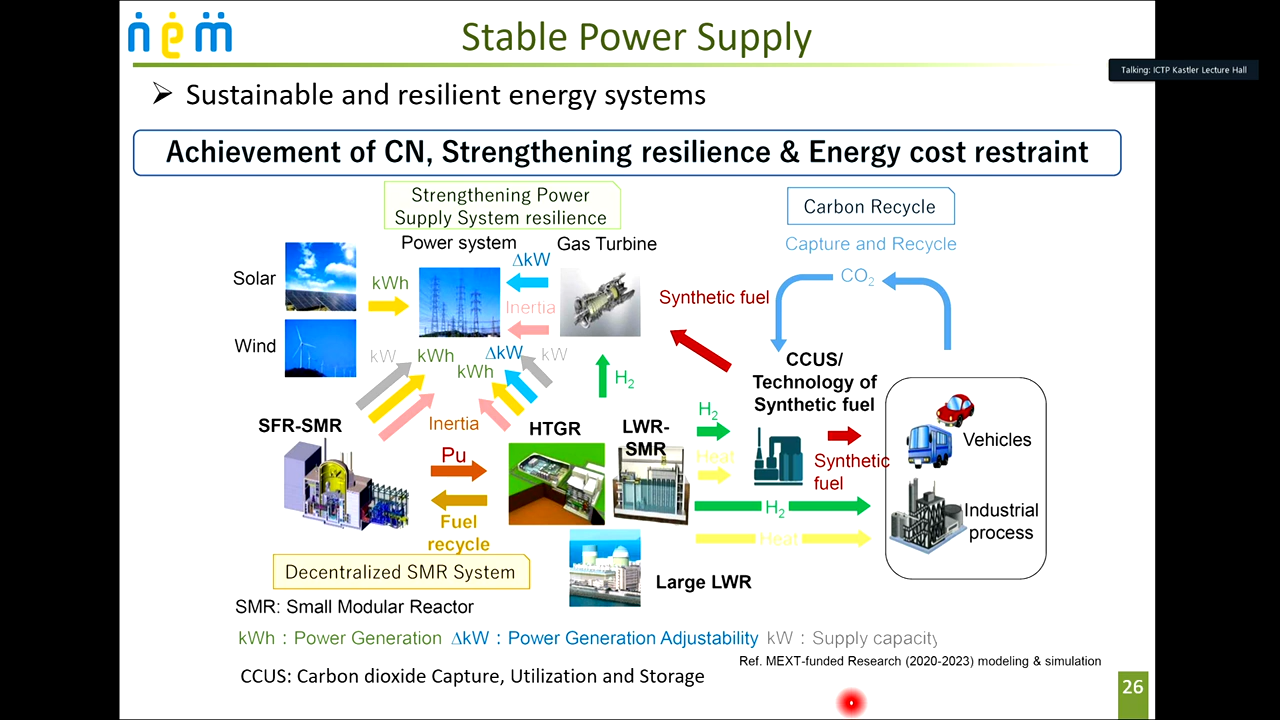 nem
Stable Power Supply
Talking: ICTP Kastler Lecture Hall
➢ Sustainable and resilient energy systems
Achievement of CN, Strengthening resilience & Energy cost restraint
Strengthening Power
Supply System resilience
Carbon Recycle
Power system
Gas Turbine
Capture and Recycle
Solar
kWh
ΔkW
Inertia
Synthetic fuel
CO₂
Wind
kW
kWh
kWh
ΔkW
kW
H₂
CCUS/
Technology of
Synthetic fuel
SFR-SMR
Inertia
HTGR
LWR-
SMR
H₂
Heat
Synthetic
fuel
Vehicles
Pu
Fuel
recycle
H₂
Heat
Industrial
process
Decentralized SMR System
Large LWR
SMR: Small Modular Reactor
kWh : Power Generation ΔkW : Power Generation Adjustability kW : Supply capacity
Ref. MEXT-funded Research (2020-2023) modeling & simulation
CCUS: Carbon dioxide Capture, Utilization and Storage
26